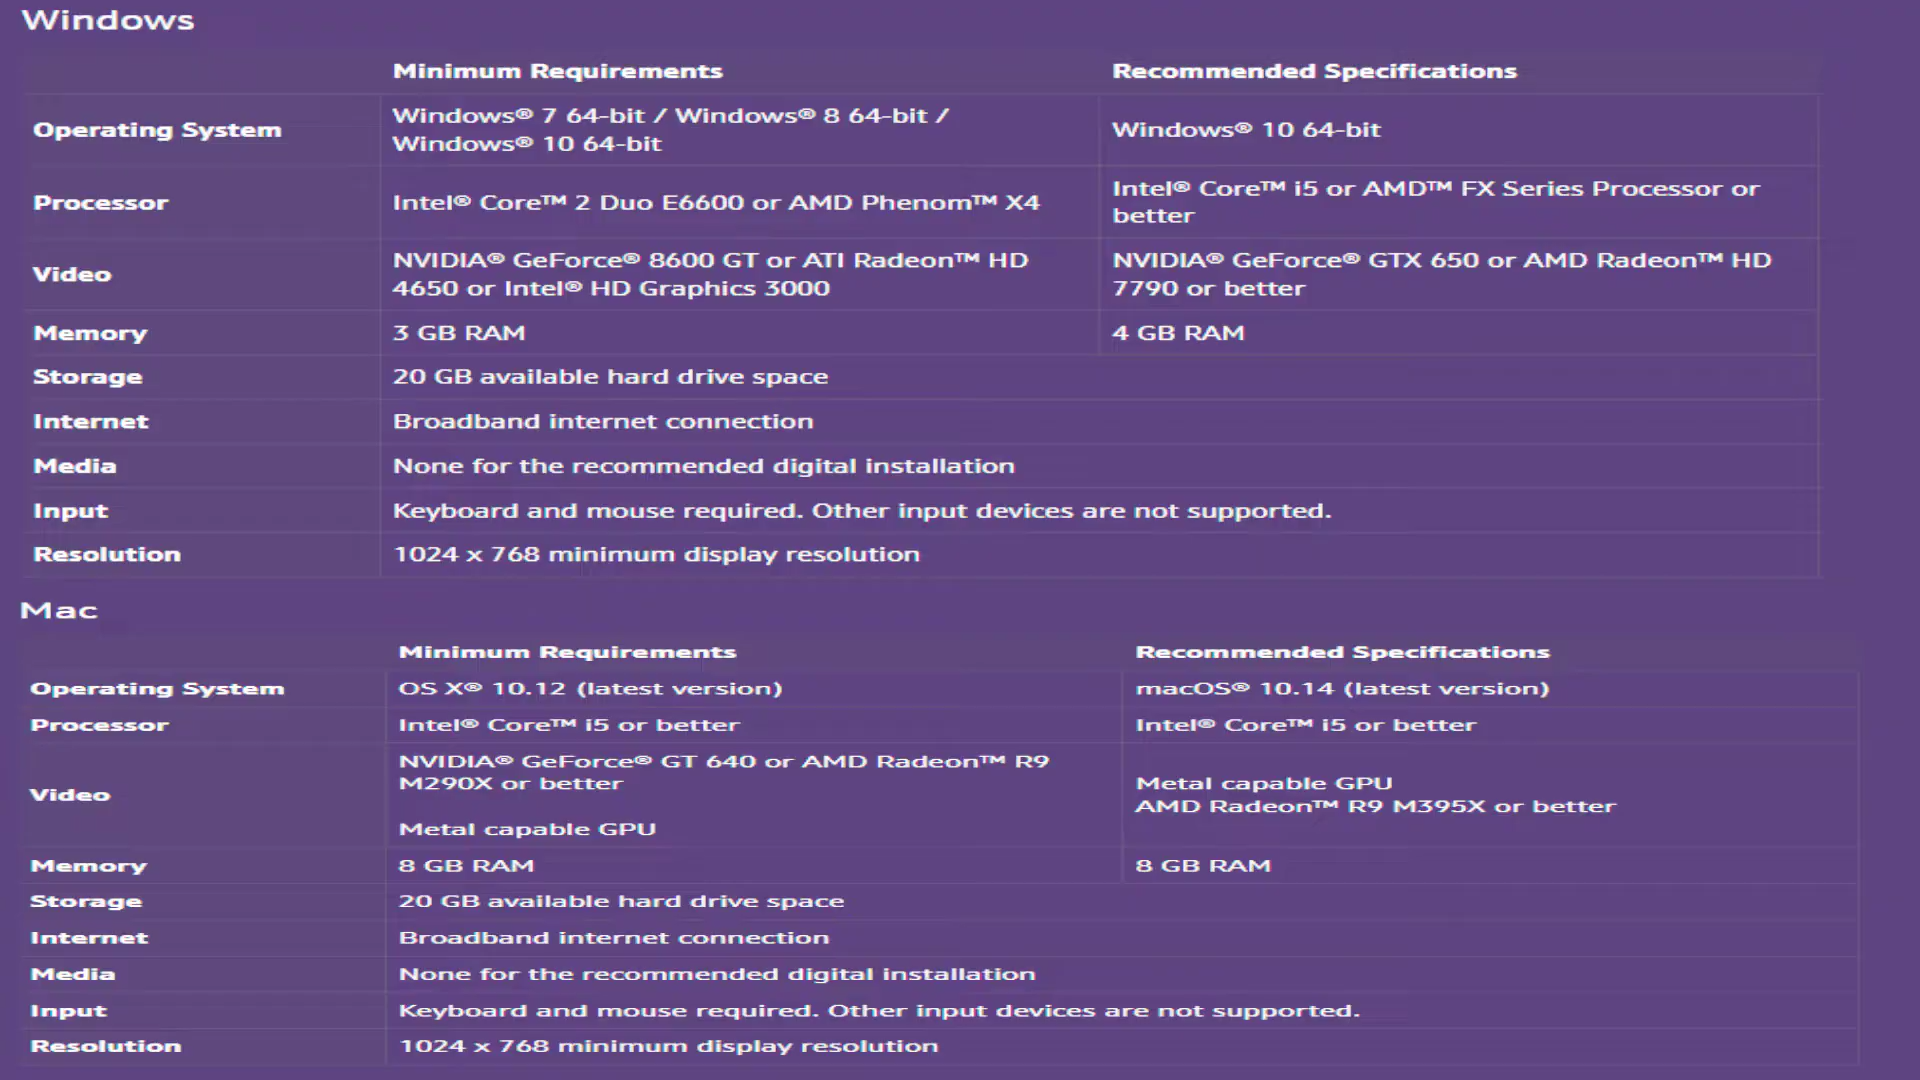 Windows
Minimum Requirements Recommended Specifications
Operating System Windows® 7 64-bit / Windows® 8 64-bit / Windows® 10 64-bit
Windows® 10 64-bit
Processor Intel® Core™ 2 Duo E6600 or AMD Phenom™ X4
Intel® Core™ i5 or AMD™ FX Series Processor or
better
Video
NVIDIA® GeForce® 8600 GT or ATI Radeon™ HD
4650 or Intel® HD Graphics 3000
NVIDIA® GeForce® GTX 650 or AMD Radeon™ HD
7790 or better
Memory 3 GB RAM 4 GB RAM
Storage 20 GB available hard drive space
Internet Broadband internet connection
Media None for the recommended digital installation
Input Keyboard and mouse required. Other input devices are not supported.
Resolution 1024 x 768 minimum display resolution
Mac
Minimum Requirements Recommended Specifications
Operating System OS X® 10.12 (latest version) macOS® 10.14 (latest version)
Processor Intel® Core™ i5 or better Intel® Core™ i5 or better
Video
NVIDIA® GeForce® GT 640 or AMD Radeon™ R9
M290X or better
Metal capable GPU
Metal capable GPU
AMD Radeon™ R9 M395X or better
Memory 8 GB RAM 8 GB RAM
Storage 20 GB available hard drive space
Internet Broadband internet connection
Media None for the recommended digital installation
Input Keyboard and mouse required. Other input devices are not supported.
Resolution 1024 x 768 minimum display resolution